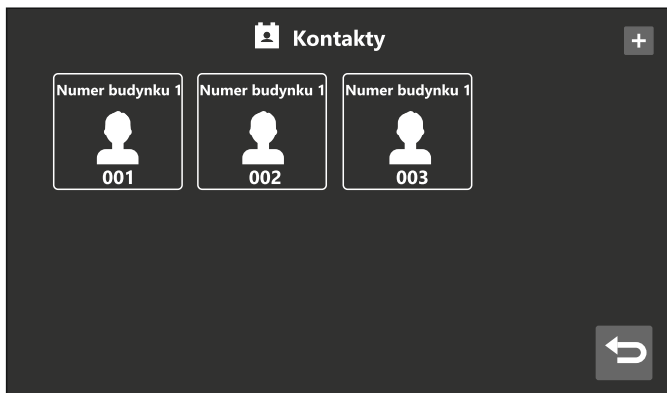 Kontakty
+
Numer budynku 1
001
Numer budynku 1
002
Numer budynku 1
003